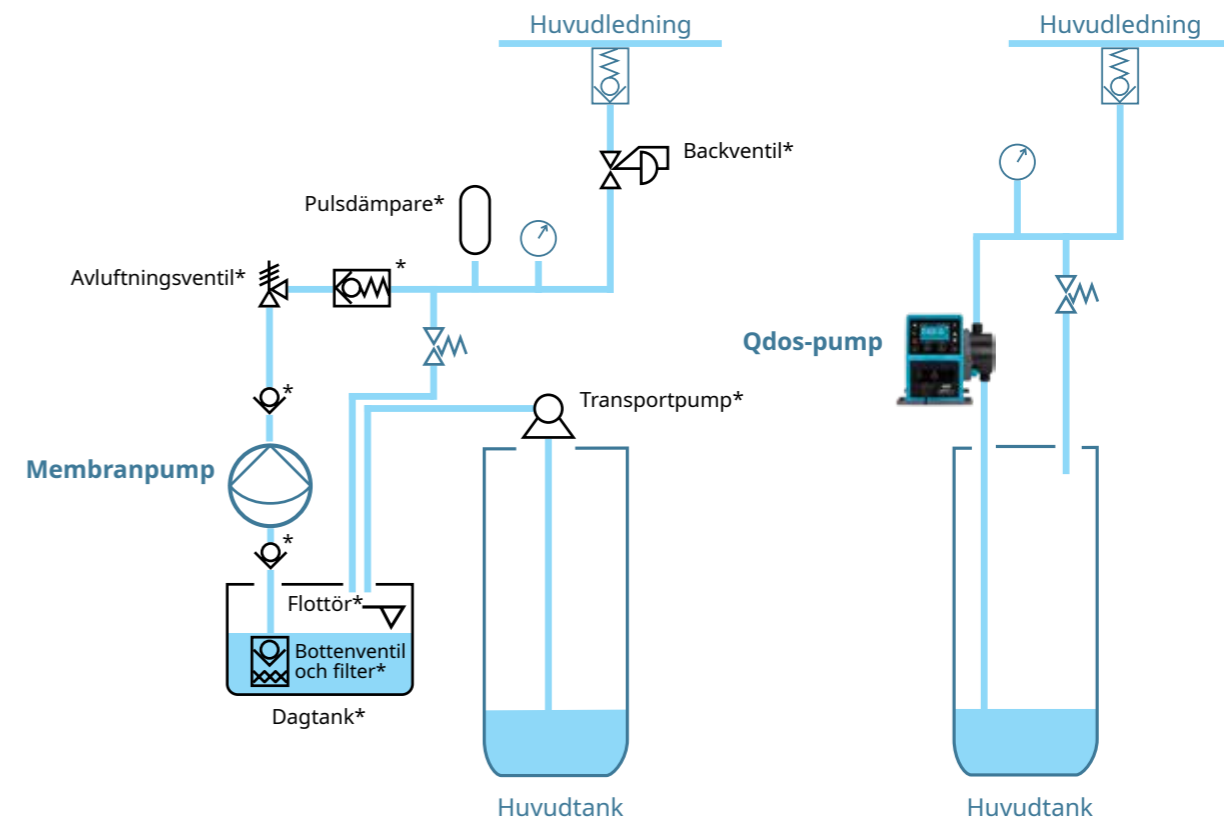 Huvudledning
Backventil*
Pulsdämpare*
Avluftningsventil*
*
*
Membranpump
*
Transportpump*
Flottör*
Bottenventil
och filter*
Dagtank*
Huvudtank
Huvudledning
Qdos-pump
Huvudtank